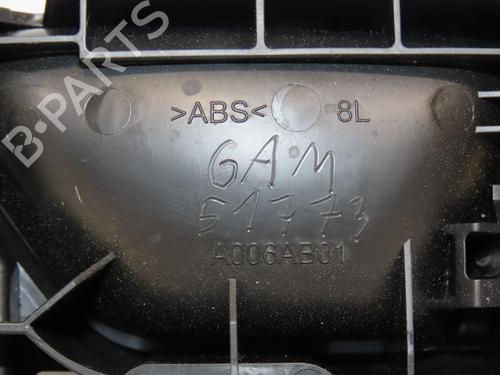 B-PARTS
>ABS< 8L
GAM
51773
A006AB01